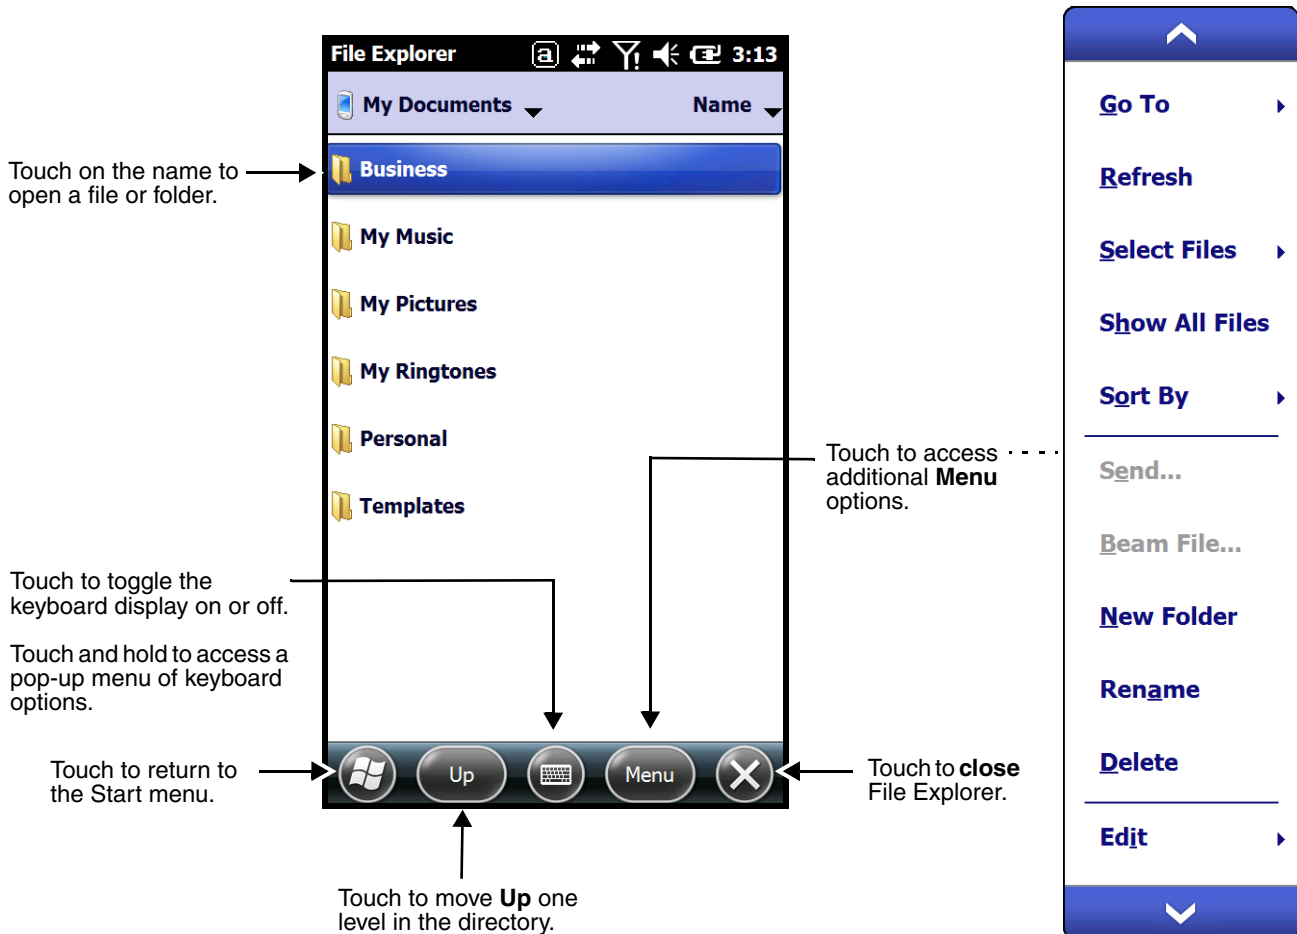 File Explorer
a
3:13
My Documents
Name
Touch on the name to
open a file or folder.
Business
My Music
My Pictures
My Ringtones
Personal
Templates
Touch to toggle the
keyboard display on or off.
Touch and hold to access a
pop-up menu of keyboard
options.
Touch to return to
the Start menu.
Up
Menu
Touch to move Up one
level in the directory.
Touch to access
additional Menu
options.
Touch to close
File Explorer.
Go To
Refresh
Select Files
Show All Files
Sort By
Send...
Beam File...
New Folder
Rename
Delete
Edit